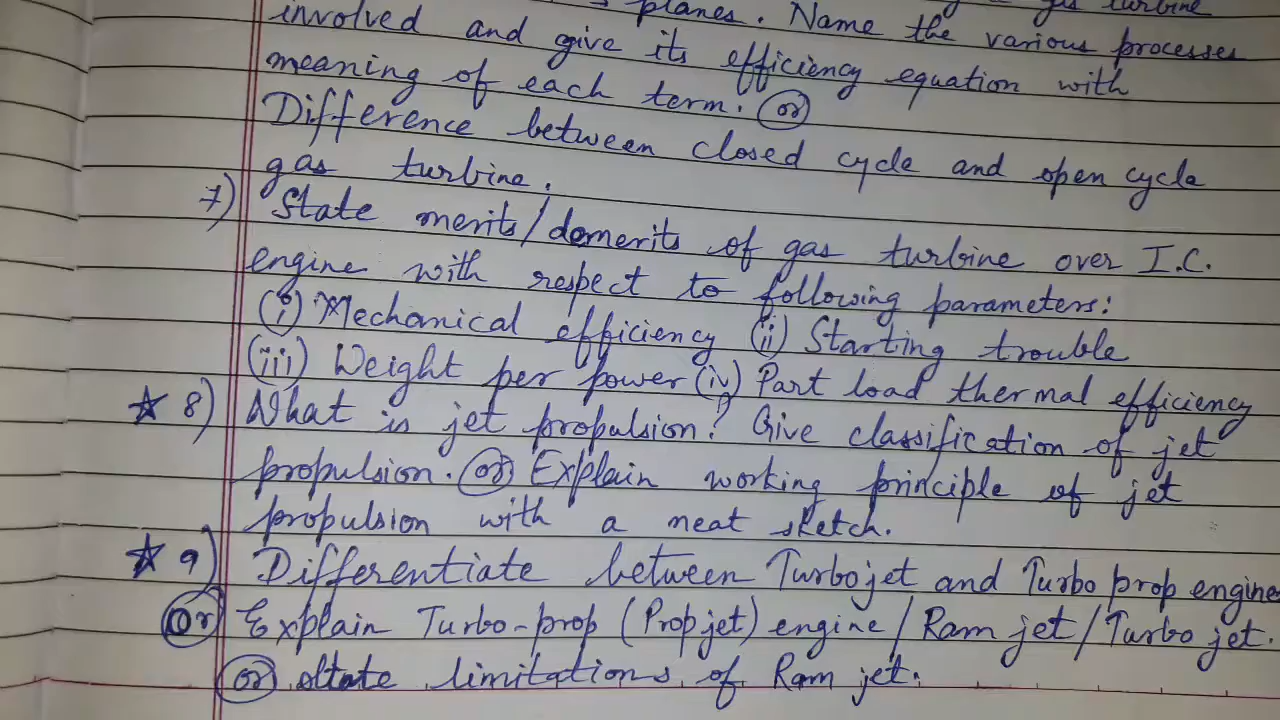 planes. Name the various processes
involved and give its efficiency equation with
meaning of each term. (or)
Difference between closed cycle and open cycle
gas turbine.
7) State merits/demerits of gas turbine over I.C.
engine with respect to following parameters:
(i) Mechanical efficiency (ii) Starting trouble
(iii) Weight per power (iv) Part load thermal efficiency
★ 8) What is jet propulsion? Give classification of jet
propulsion. (or) Explain working principle of jet
propulsion with a neat sketch.
★ 9) Differentiate between Turbojet and Turbo prop engine
(Or) Explain Turbo-prop (Prop jet) engine/Ram jet/Turbo jet.
(or) state limitations of Ram jet.